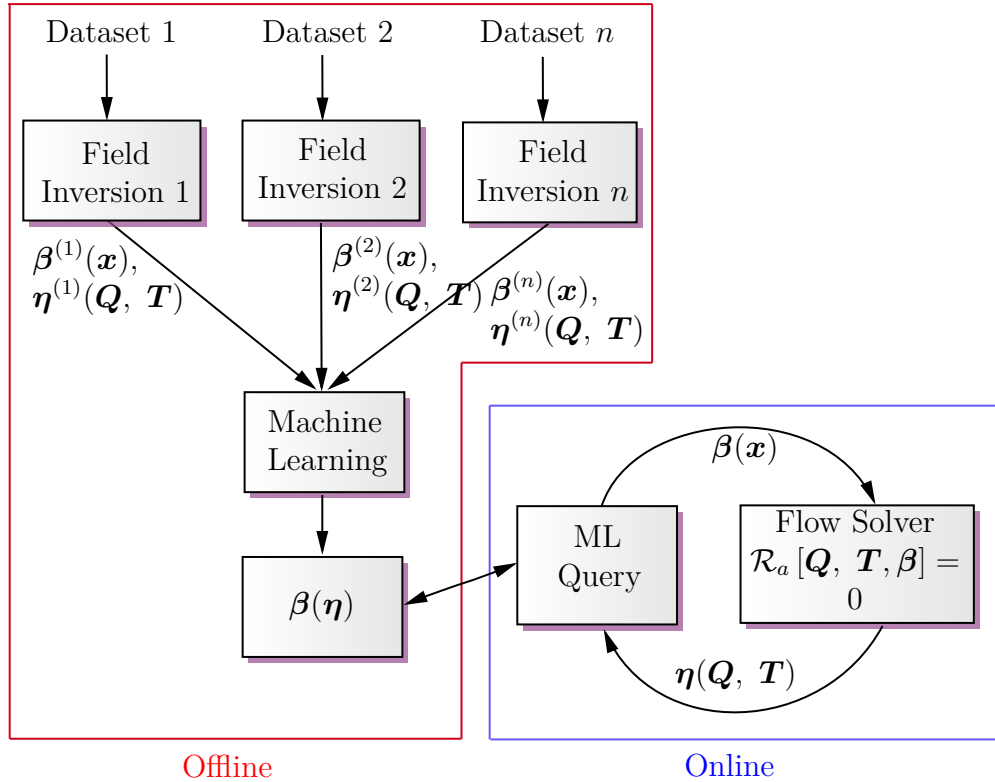 Dataset 1
Dataset 2
Dataset n
Field
Inversion 1
Field
Inversion 2
Field
Inversion n
β⁽¹⁾(x),
η⁽¹⁾(Q, T)
β⁽²⁾(x),
η⁽²⁾(Q, T)
β⁽ⁿ⁾(x),
η⁽ⁿ⁾(Q, T)
Machine
Learning
β(η)
β(x)
ML
Query
Flow Solver
ℛₐ [Q, T, β] =
0
η(Q, T)
Offline
Online